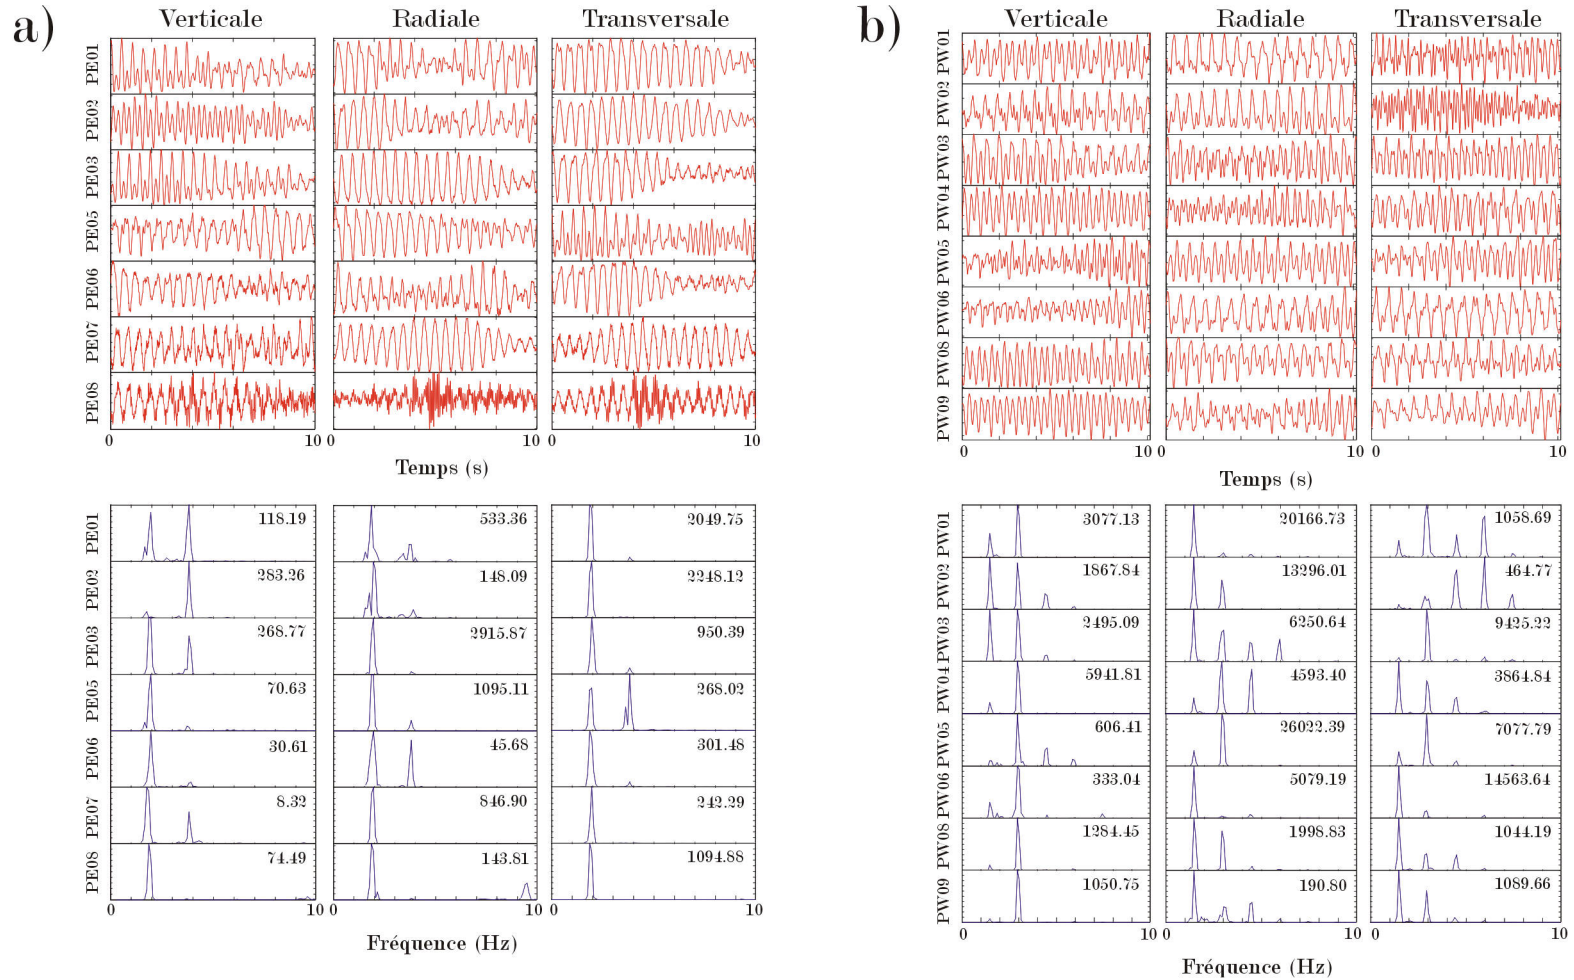 a)
Verticale Radiale Transversale
PE01
PE02
PE03
PE05
PE06
PE07
PE08
0 10 0 10 0 10
Temps (s)
PE01 118.19 533.36 2049.75
PE02 283.26 148.09 2248.12
PE03 268.77 2915.87 950.39
PE05 70.63 1095.11 268.02
PE06 30.61 45.68 301.48
PE07 8.32 846.90 242.29
PE08 74.49 143.81 1094.88
0 10 0 10 0 10
Fréquence (Hz)
b)
Verticale Radiale Transversale
PW01
PW02
PW03
PW04
PW05
PW06
PW08
PW09
0 10 0 10 0 10
Temps (s)
PW01 3077.13 20166.73 1058.69
PW02 1867.84 13296.01 464.77
PW03 2495.09 6250.64 9425.22
PW04 5941.81 4593.40 3864.84
PW05 606.41 26022.39 7077.79
PW06 333.04 5079.19 14563.64
PW08 1284.45 1998.83 1044.19
PW09 1050.75 190.80 1089.66
0 10 0 10 0 10
Fréquence (Hz)